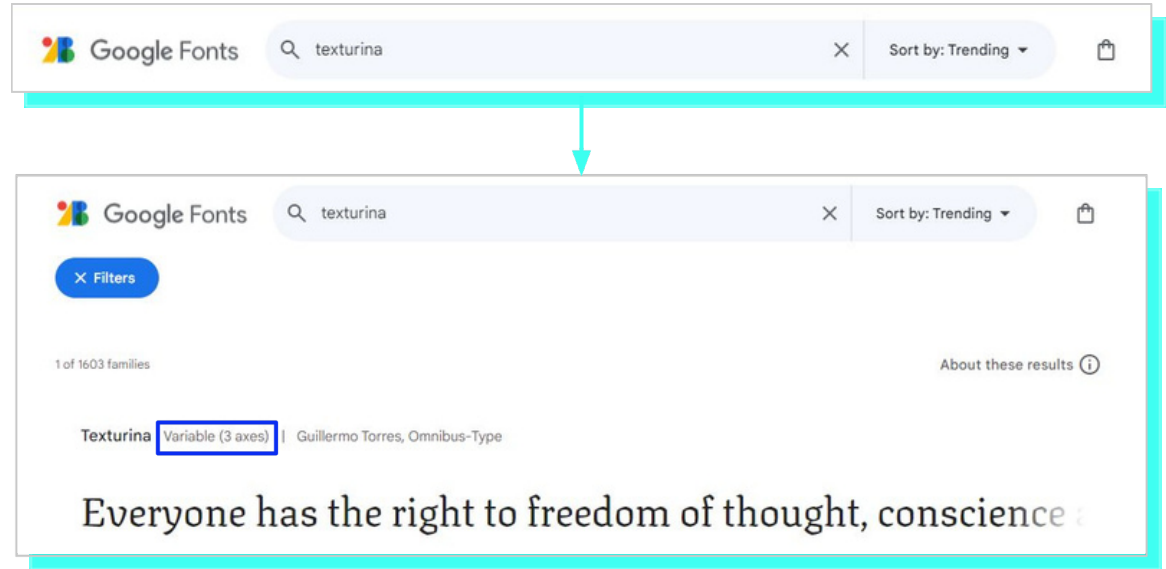 Google Fonts texturina Sort by: Trending
Google Fonts texturina Sort by: Trending
Filters
1 of 1603 families About these results
Texturina Variable (3 axes) | Guillermo Torres, Omnibus-Type
Everyone has the right to freedom of thought, conscience